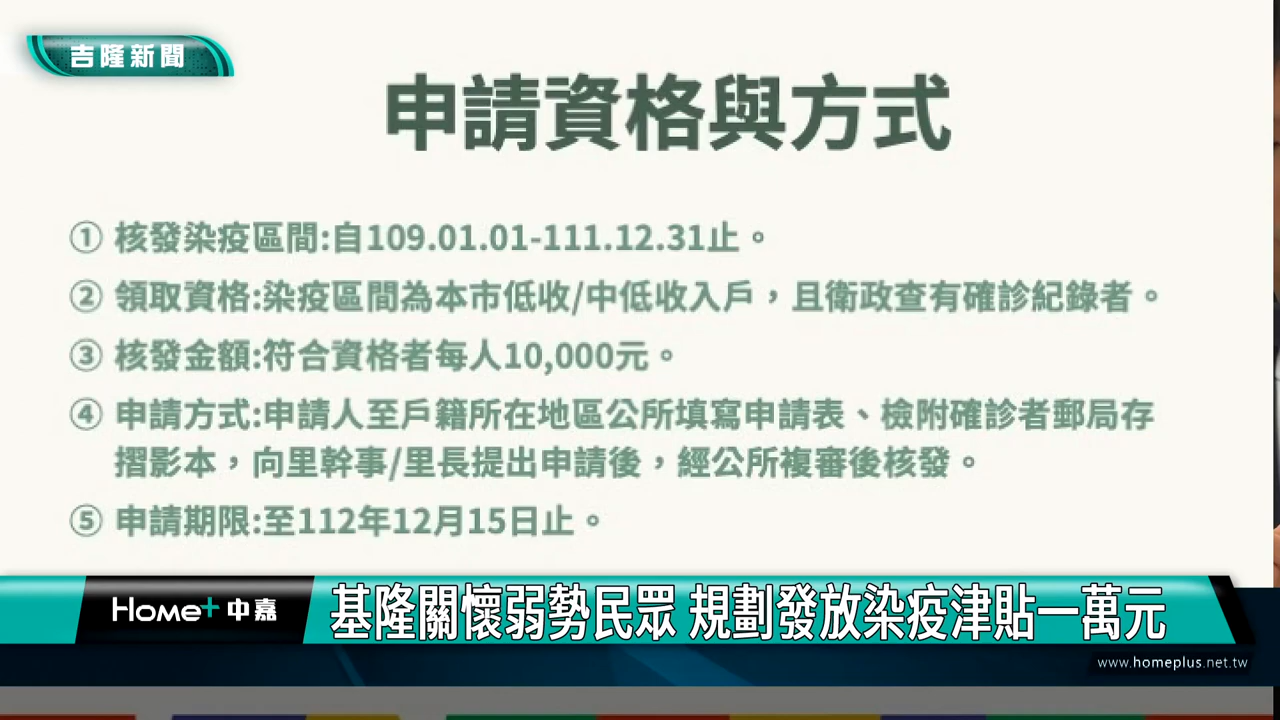 吉隆新聞
申請資格與方式
① 核發染疫區間:自109.01.01-111.12.31止。
② 領取資格:染疫區間為本市低收/中低收入戶，且衛政查有確診紀錄者。
③ 核發金額:符合資格者每人10,000元。
④ 申請方式:申請人至戶籍所在地區公所填寫申請表、檢附確診者郵局存
摺影本，向里幹事/里長提出申請後，經公所複審後核發。
⑤ 申請期限:至112年12月15日止。
Home+中嘉
基隆關懷弱勢民眾 規劃發放染疫津貼一萬元
www.homeplus.net.tw